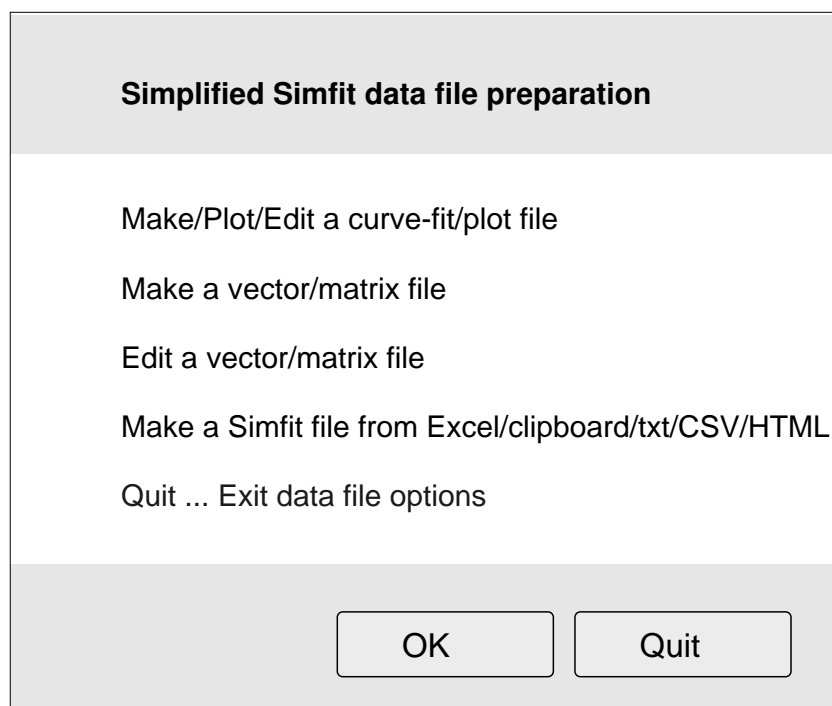 Simplified Simfit data file preparation
Make/Plot/Edit a curve-fit/plot file
Make a vector/matrix file
Edit a vector/matrix file
Make a Simfit file from Excel/clipboard/txt/CSV/HTML
Quit ... Exit data file options
OK Quit